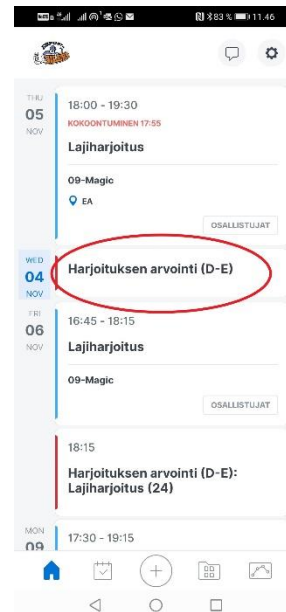 83 % 11.46
THU
05
NOV
18:00 - 19:30
KOKOONTUMINEN 17:55
Lajiharjoitus
09-Magic
EA
OSALLISTUJAT
WED
04
NOV
Harjoituksen arvointi (D-E)
FRI
06
NOV
16:45 - 18:15
Lajiharjoitus
09-Magic
OSALLISTUJAT
18:15
Harjoituksen arvointi (D-E):
Lajiharjoitus (24)
MON
09
17:30 - 19:15